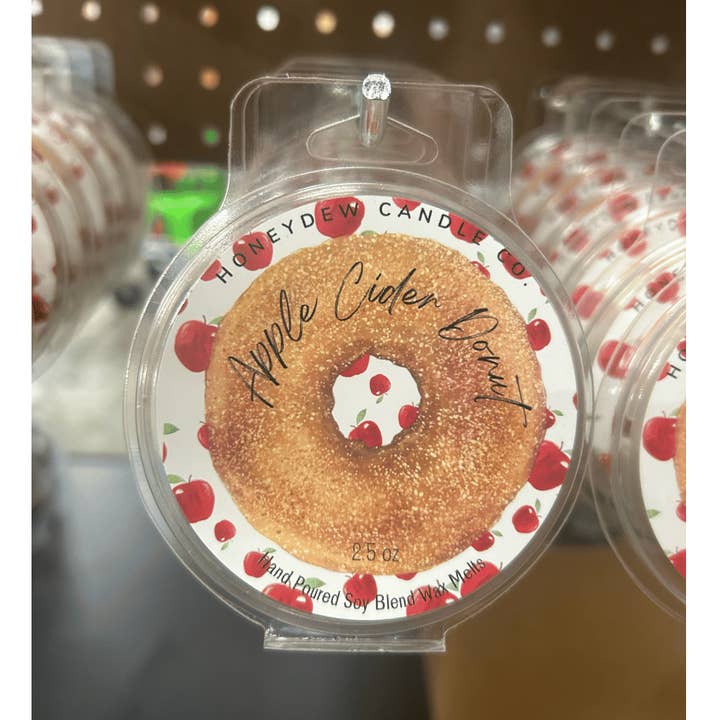 HONEYDEW CANDLE CO.
Apple Cider Donut
2.5 oz
Hand Poured Soy Blend Wax Melts